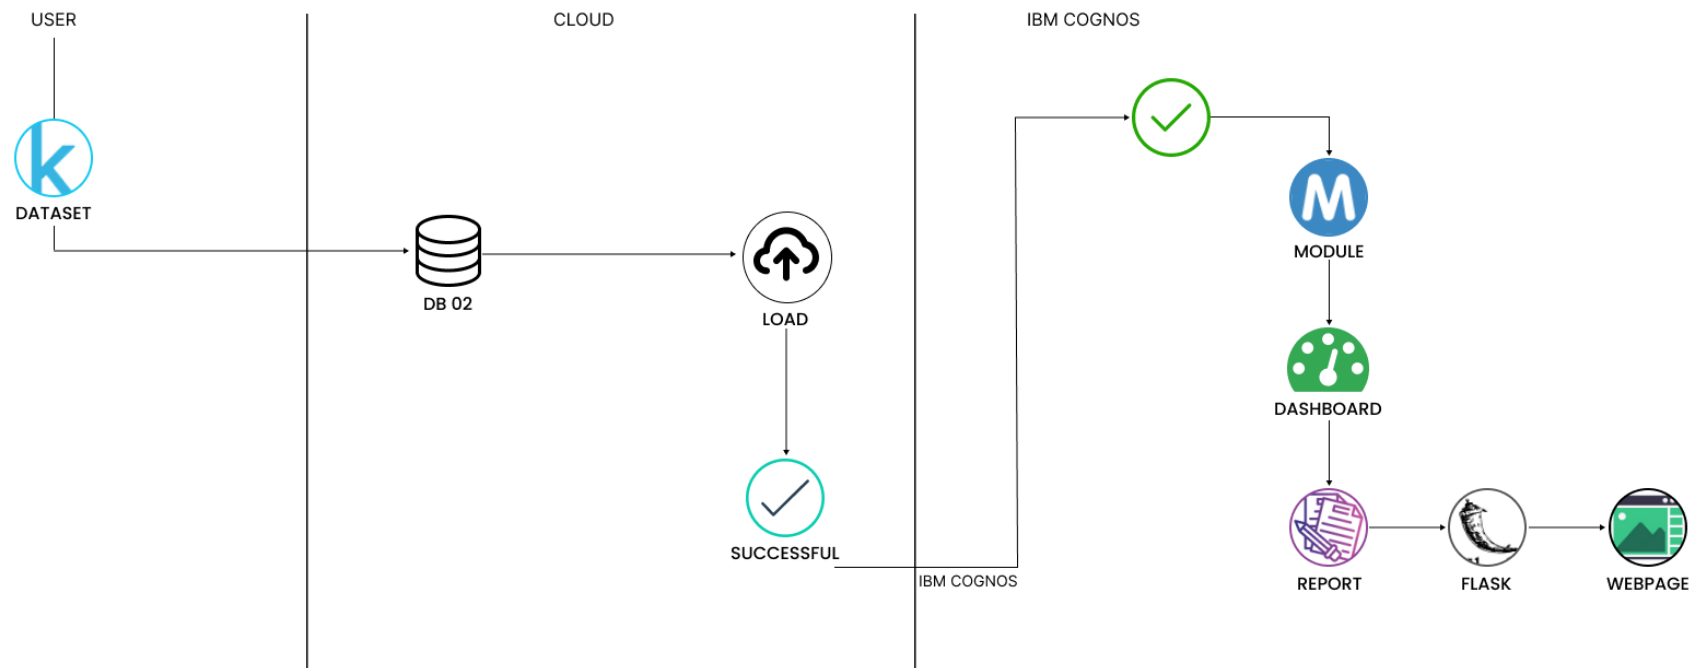 USER
CLOUD
IBM COGNOS
k
DATASET
DB 02
LOAD
SUCCESSFUL
IBM COGNOS
M
MODULE
DASHBOARD
REPORT
FLASK
WEBPAGE